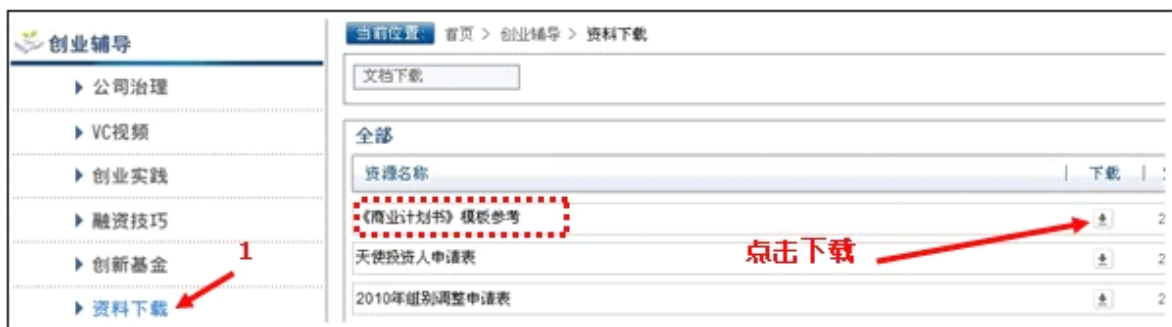 创业辅导
公司治理
VC视频
创业实践
融资技巧
创新基金
资料下载
1
当前位置： 首页 > 创业辅导 > 资料下载
文档下载
全部
资源名称 下载
《商业计划书》模板参考
点击下载
天使投资人申请表
2010年组别调整申请表